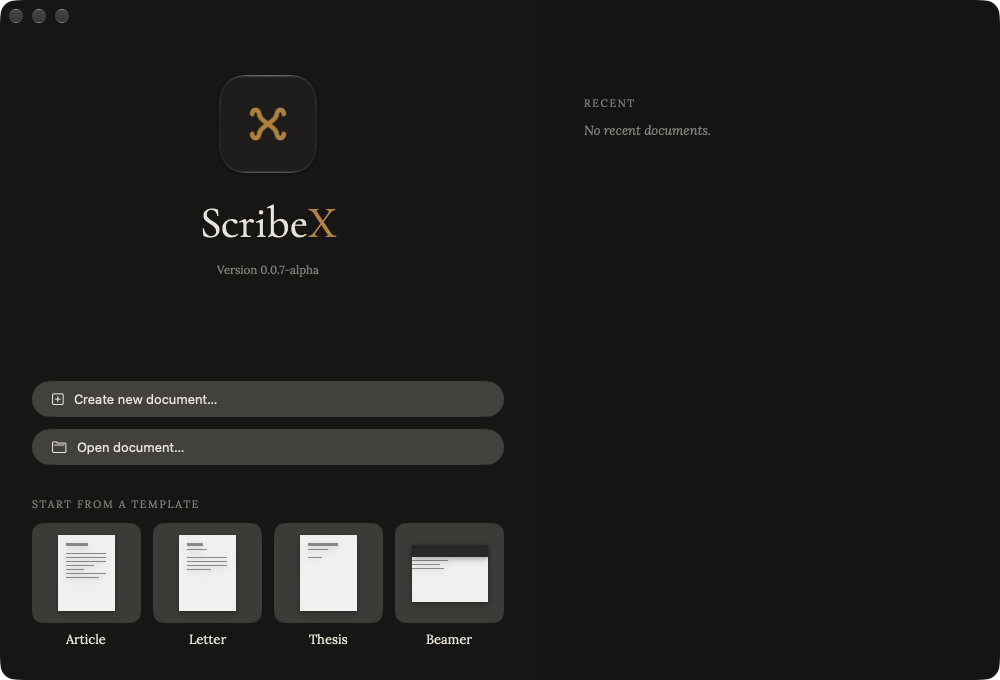 ScribeX
Version 0.0.7-alpha
Create new document...
Open document...
START FROM A TEMPLATE
Article
Letter
Thesis
Beamer
RECENT
No recent documents.